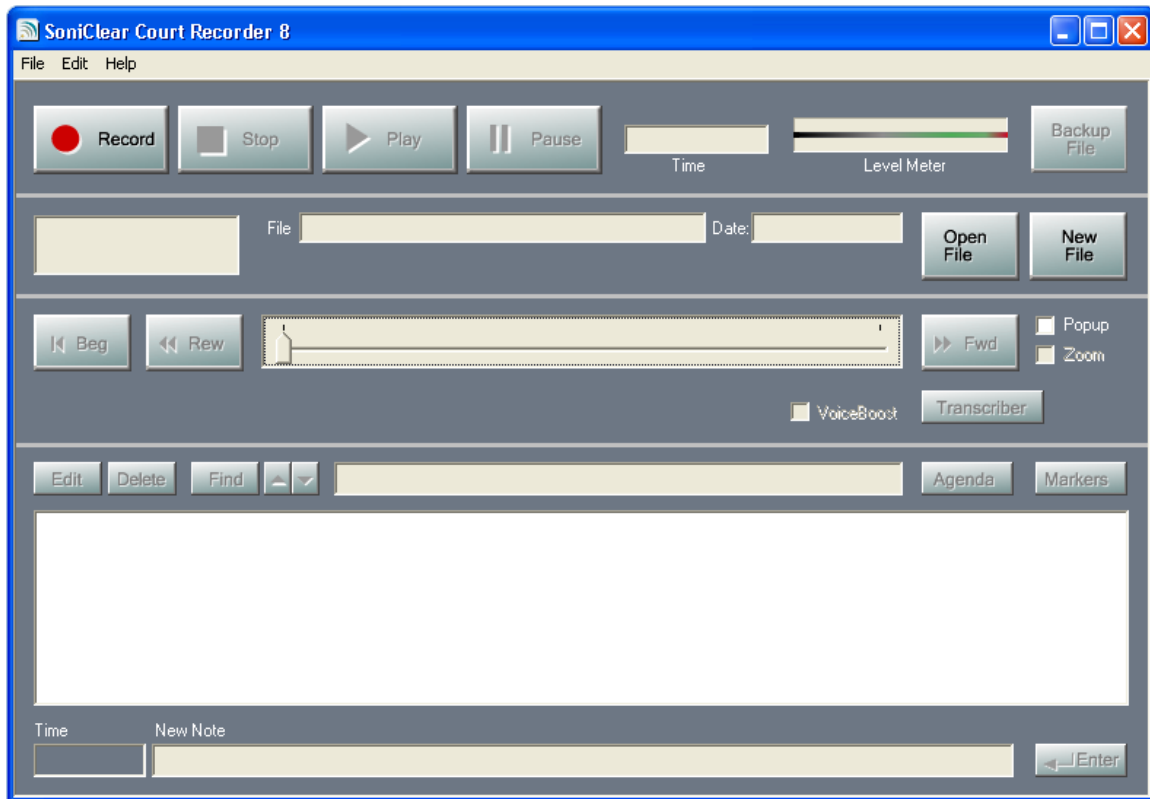 SoniClear Court Recorder 8
File Edit Help
Record Stop Play Pause
Time
Level Meter
Backup
File
File
Date:
Open
File
New
File
Beg Rew Fwd
Popup
Zoom
VoiceBoost
Transcriber
Edit Delete Find Agenda Markers
Time New Note
Enter